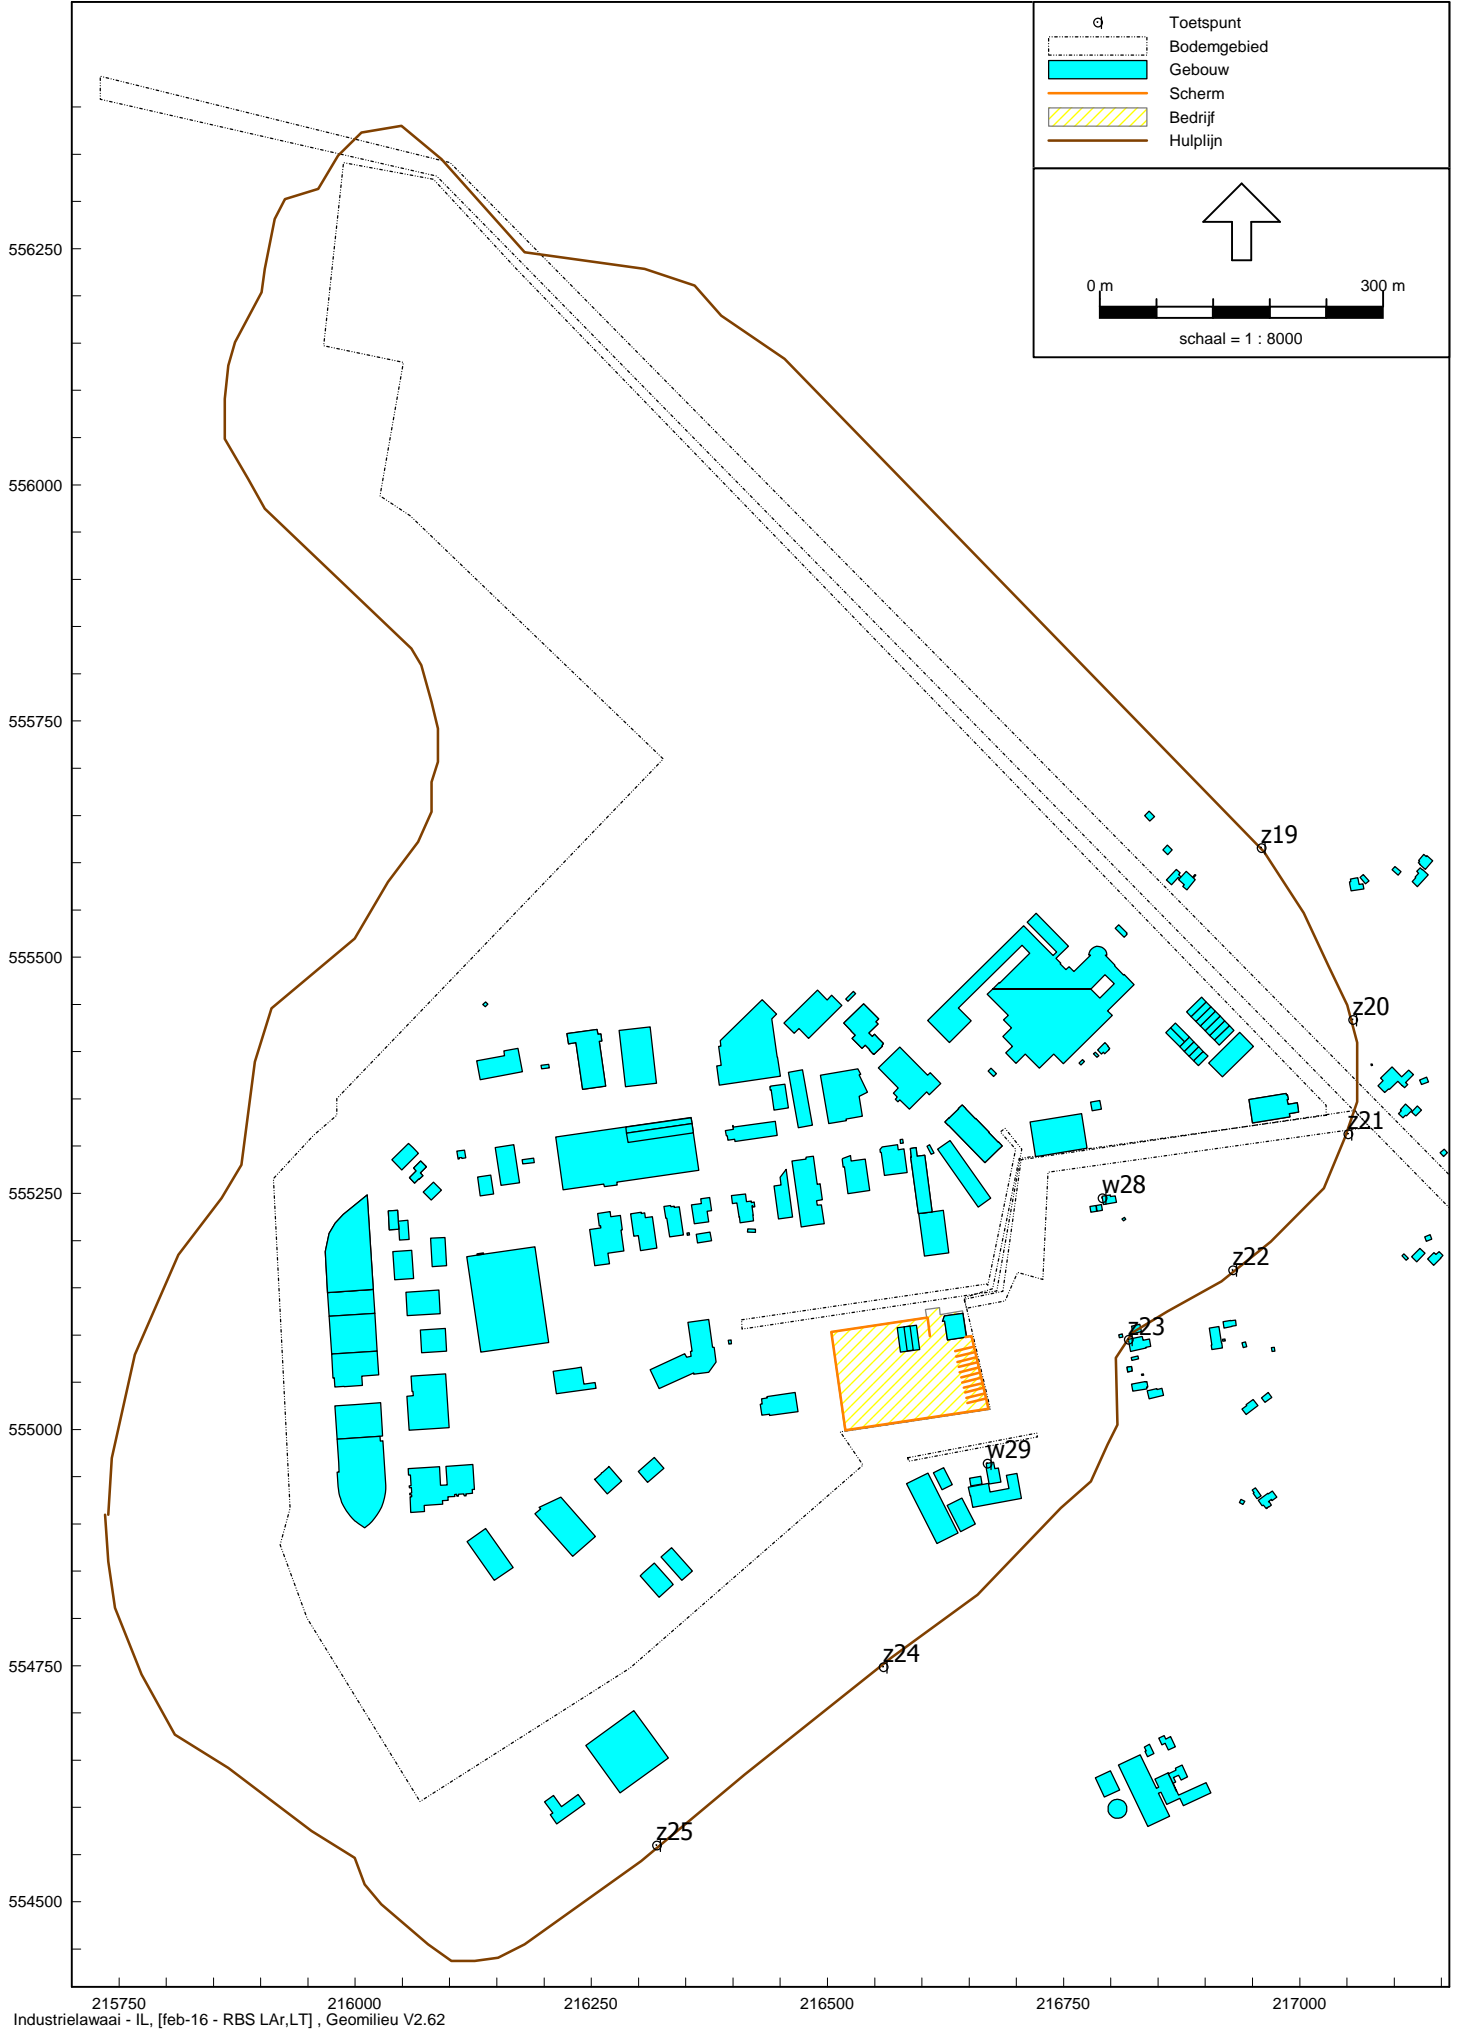 Toetspunt
Bodemgebied
Gebouw
Scherm
Bedrijf
Hulplijn
0 m 300 m
schaal = 1 : 8000
556250
556000
555750
z19
555500
z20
z21
555250
w28
z22
z23
555000
w29
z24
554750
z25
554500
215750 216000 216250 216500 216750 217000
Industrielawaai - IL, [feb-16 - RBS LAr,LT] , Geomilieu V2.62